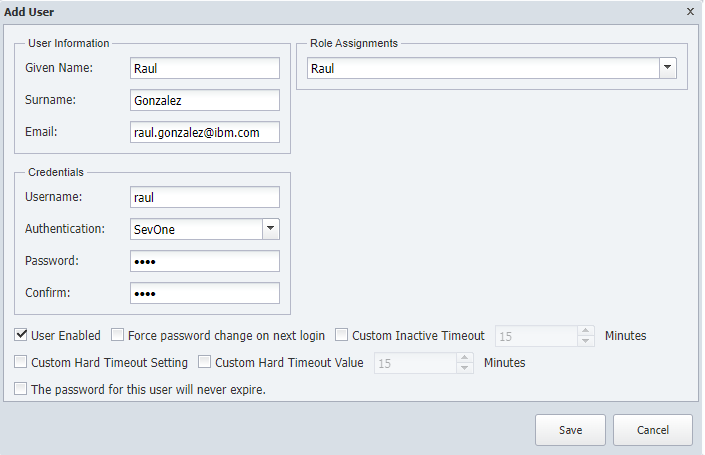 Add User x
User Information
Given Name: Raul
Surname: Gonzalez
Email: raul.gonzalez@ibm.com
Role Assignments
Raul
Credentials
Username: raul
Authentication: SevOne
Password: ••••
Confirm: ••••
User Enabled Force password change on next login Custom Inactive Timeout 15 Minutes
Custom Hard Timeout Setting Custom Hard Timeout Value 15 Minutes
The password for this user will never expire.
Save Cancel